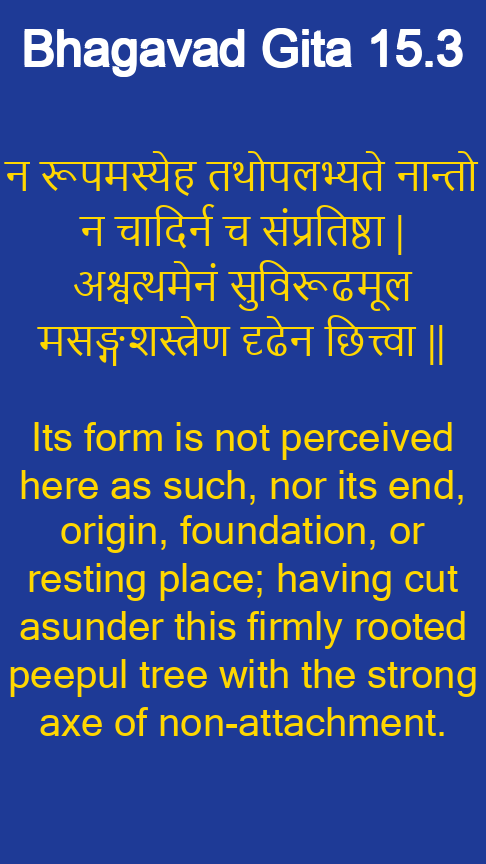 Bhagavad Gita 15.3
न रूपमस्येह तथोपलभ्यते नान्तो
न चादिर्न च संप्रतिष्ठा |
अश्वत्थमेनं सुविरूढमूल
मसङ्गशस्त्रेण दृढेन छित्त्वा ||
Its form is not perceived
here as such, nor its end,
origin, foundation, or
resting place; having cut
asunder this firmly rooted
peepul tree with the strong
axe of non-attachment.